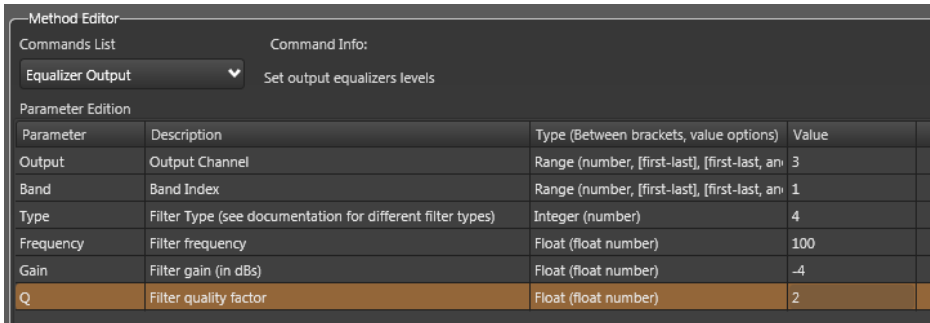 Method Editor
Commands List Command Info:
Equalizer Output Set output equalizers levels
Parameter Edition
Parameter Description Type (Between brackets, value options) Value
Output Output Channel Range (number, [first-last], [first-last, an 3
Band Band Index Range (number, [first-last], [first-last, an 1
Type Filter Type (see documentation for different filter types) Integer (number) 4
Frequency Filter frequency Float (float number) 100
Gain Filter gain (in dBs) Float (float number) -4
Q Filter quality factor Float (float number) 2